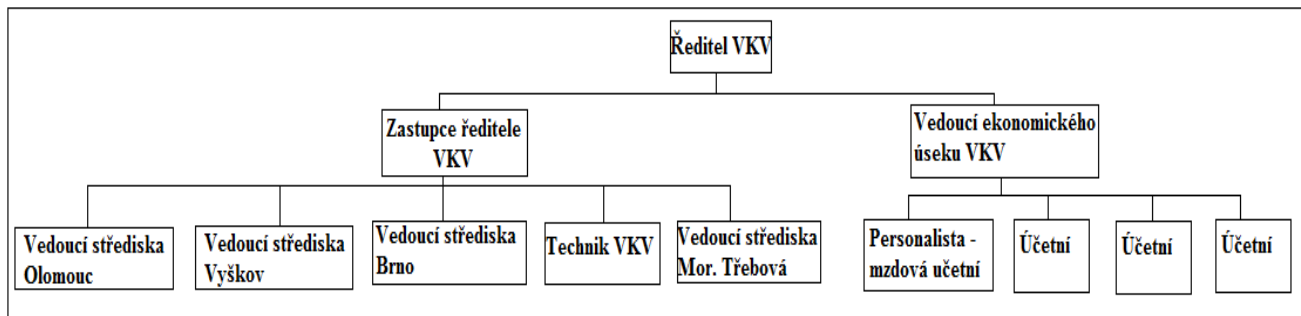 Ředitel VKV
Zastupce ředitele
VKV
Vedoucí ekonomického
úseku VKV
Vedoucí střediska
Olomouc
Vedoucí střediska
Vyškov
Vedoucí střediska
Brno
Technik VKV
Vedoucí střediska
Mor. Třebová
Personalista -
mzdová učetní
Účetní
Účetní
Účetní